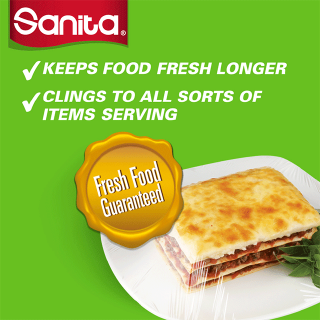 Sanita®
KEEPS FOOD FRESH LONGER
CLINGS TO ALL SORTS OF
ITEMS SERVING
Fresh Food
Guaranteed